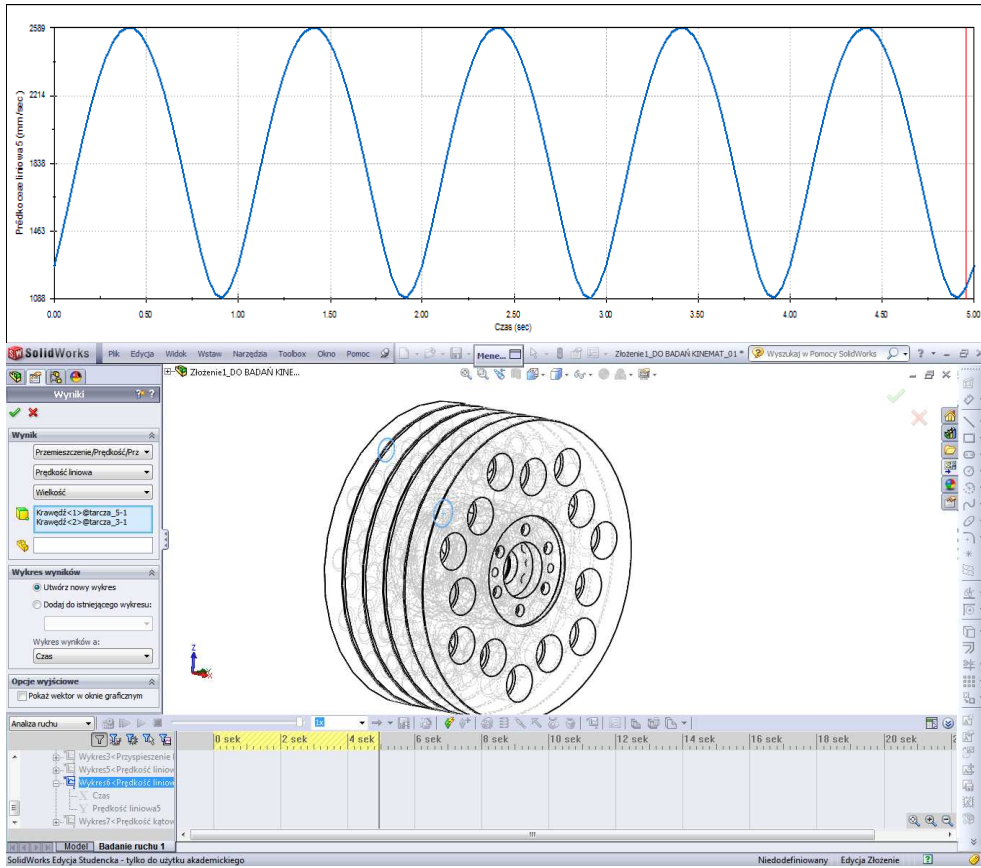 2589
2214
1838
1463
1088
Prędkość liniowa5 (mm/sec)
0.00 0.50 1.00 1.50 2.00 2.50 3.00 3.50 4.00 4.50 5.00
Czas (sec)
SolidWorks Plik Edycja Widok Wstaw Narzędzia Toolbox Okno Pomoc Mene... Złożenie1_DO BADAŃ KINEMAT_01 * Wyszukaj w Pomocy SolidWorks
Złożenie1_DO BADAŃ KINE...
Wyniki
Wynik
Przemieszczenie/Prędkość/Prz
Prędkość liniowa
Wielkość
Krawędź<1>@tarcza_5-1
Krawędź<2>@tarcza_3-1
Wykres wyników
Utwórz nowy wykres
Dodaj do istniejącego wykresu:
Wykres wyników a:
Czas
Opcje wyjściowe
Pokaż wektor w oknie graficznym
Z
Analiza ruchu 1x
0 sek 2 sek 4 sek 6 sek 8 sek 10 sek 12 sek 14 sek 16 sek 18 sek 20 sek
Wykres3<Przyspieszenie
Wykres5<Prędkość liniow
Wykres6<Prędkość liniow
Czas
Prędkość liniowa5
Wykres7<Prędkość kątow
Model Badanie ruchu 1
SolidWorks Edycja Studencka - tylko do użytku akademickiego Niedodefiniowany Edycja Złożenie